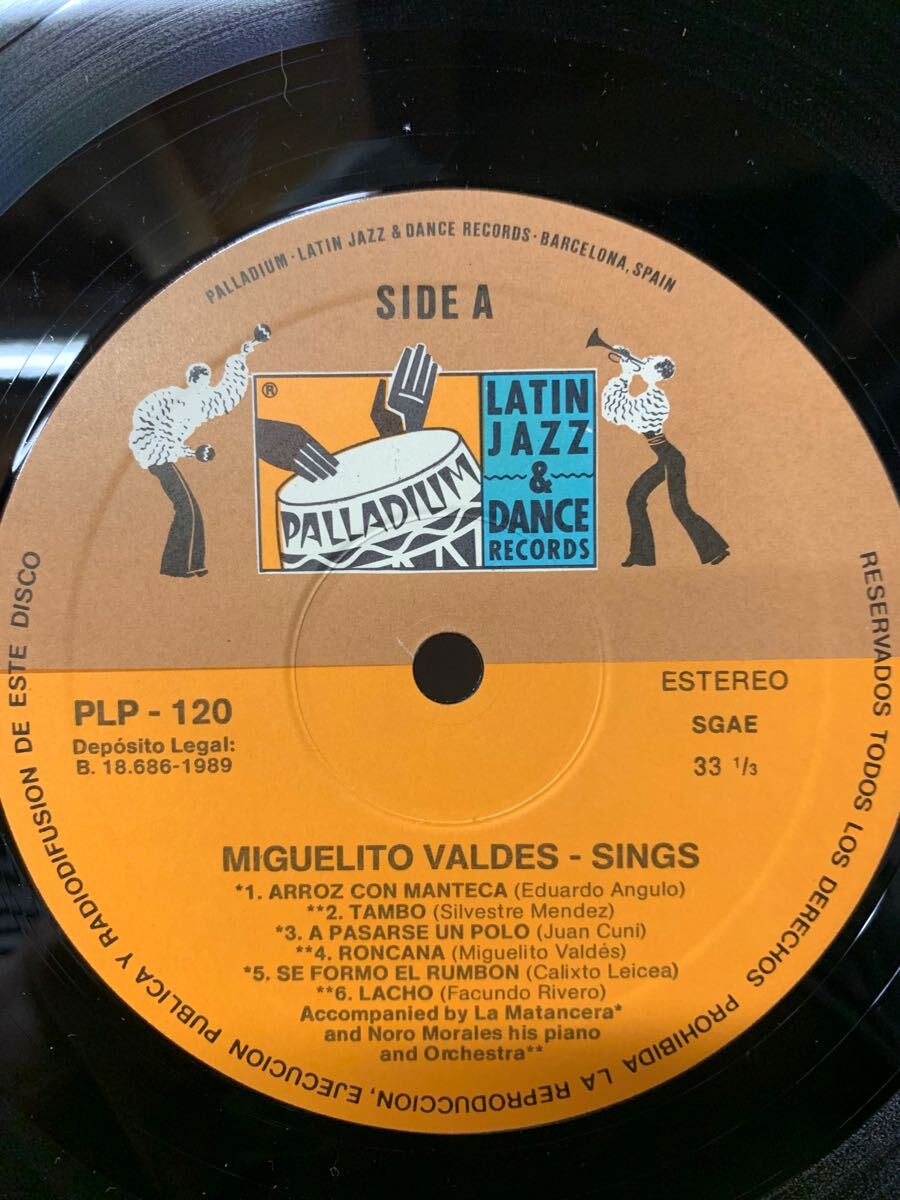 PALLADIUM · LATIN JAZZ & DANCE RECORDS · BARCELONA, SPAIN
SIDE A
®
PALLADIUM
LATIN
JAZZ
&
DANCE
RECORDS
PLP - 120
Depósito Legal:
B. 18.686-1989
ESTEREO
SGAE
33 1/3
MIGUELITO VALDES - SINGS
*1. ARROZ CON MANTECA (Eduardo Angulo)
**2. TAMBO (Silvestre Mendez)
*3. A PASARSE UN POLO (Juan Cuni)
**4. RONCANA (Miguelito Valdés)
*5. SE FORMO EL RUMBON (Calixto Leicea)
**6. LACHO (Facundo Rivero)
Accompanied by La Matancera*
and Noro Morales his piano
and Orchestra**
RESERVADOS TODOS LOS DERECHOS PROHIBIDA LA REPRODUCCION, EJECUCION PUBLICA Y RADIODIFUSION DE ESTE DISCO